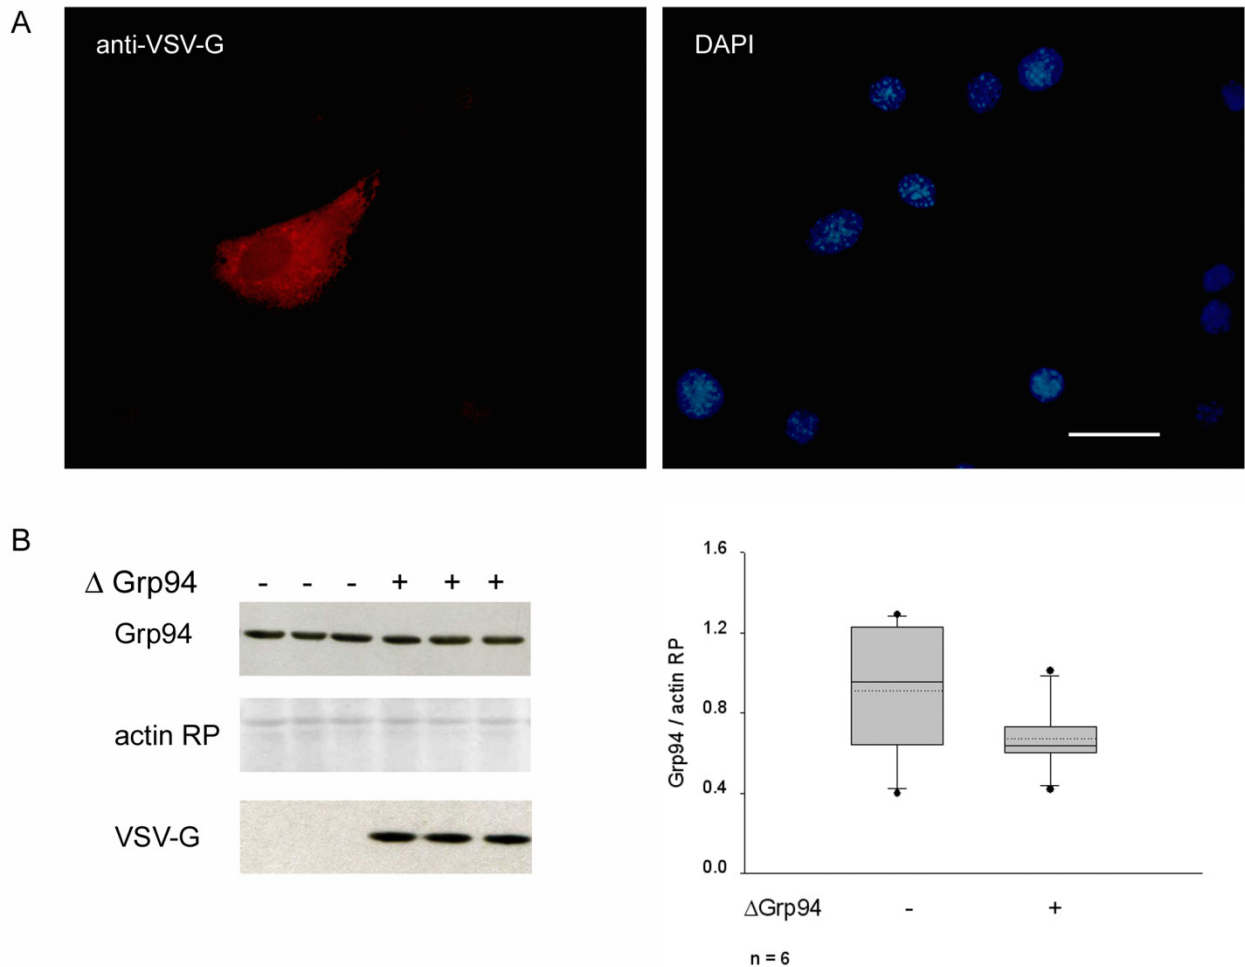 A
anti-VSV-G
DAPI
B
Δ Grp94 - - - + + +
Grp94
actin RP
VSV-G
1.6
1.2
0.8
0.4
0.0
Grp94 / actin RP
ΔGrp94 - +
n = 6